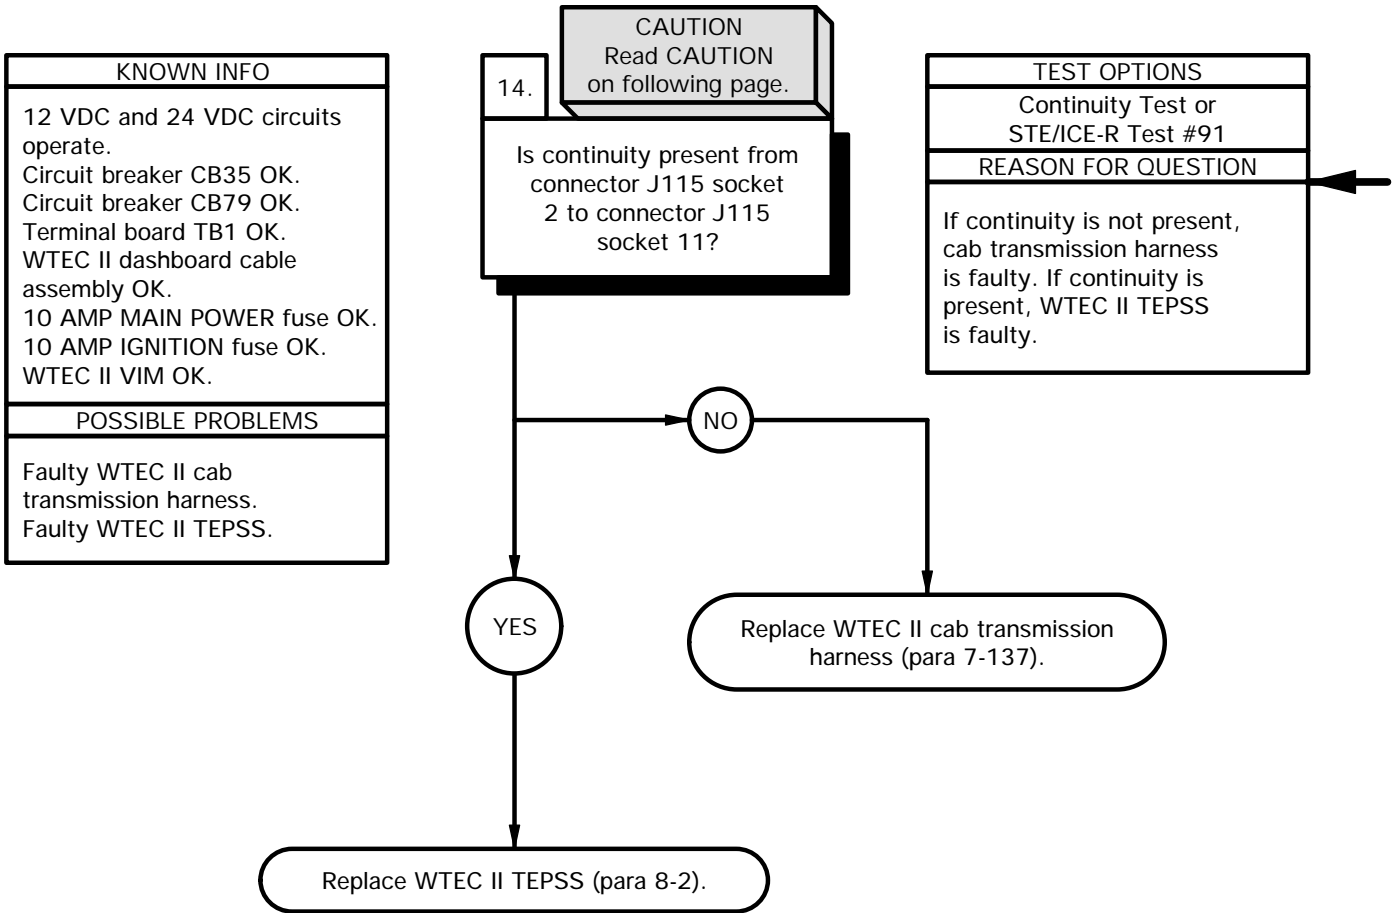 KNOWN INFO
12 VDC and 24 VDC circuits
operate.
Circuit breaker CB35 OK.
Circuit breaker CB79 OK.
Terminal board TB1 OK.
WTEC II dashboard cable
assembly OK.
10 AMP MAIN POWER fuse OK.
10 AMP IGNITION fuse OK.
WTEC II VIM OK.
POSSIBLE PROBLEMS
Faulty WTEC II cab
transmission harness.
Faulty WTEC II TEPSS.
CAUTION
Read CAUTION
on following page.
14.
Is continuity present from
connector J115 socket
2 to connector J115
socket 11?
TEST OPTIONS
Continuity Test or
STE/ICE-R Test #91
REASON FOR QUESTION
If continuity is not present,
cab transmission harness
is faulty. If continuity is
present, WTEC II TEPSS
is faulty.
NO
YES
Replace WTEC II cab transmission
harness (para 7-137).
Replace WTEC II TEPSS (para 8-2).